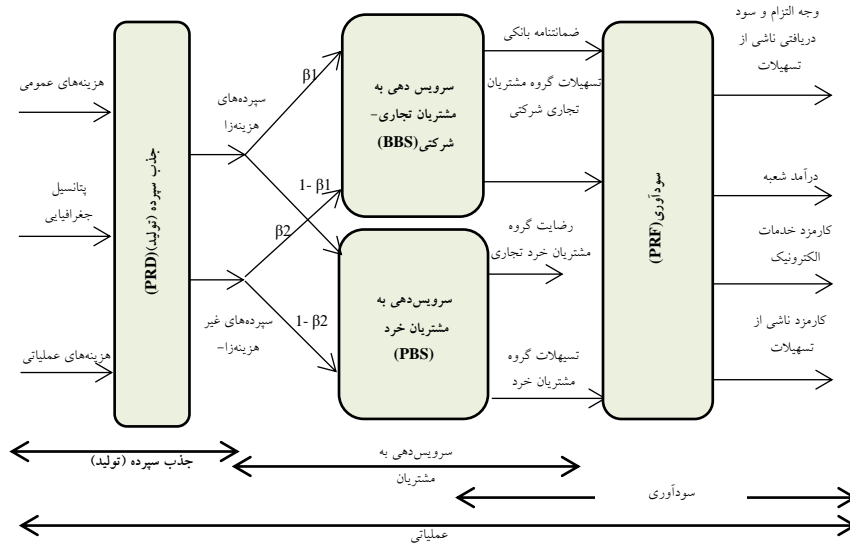 هزینه‌های عمومی
پتانسیل
جغرافیایی
هزینه‌های عملیاتی
جذب سپرده (تولید)(PRD)
سپرده‌های
هزینه‌زا
سپرده‌های غیر
هزینه‌زا-
β1
1- β1
β2
1- β2
سرویس دهی به
مشتریان تجاری-
شرکتی(BBS)
سرویس‌دهی به
مشتریان خرد
(PBS)
ضمانتنامه بانکی
تسهیلات گروه مشتریان
تجاری شرکتی
رضایت گروه
مشتریان خرد تجاری
تسیهلات گروه
مشتریان خرد
سودآوری(PRF)
وجه التزام و سود
دریافتی ناشی از
تسهیلات
درآمد شعبه
کارمزد خدمات
الکترونیک
کارمزد ناشی از
تسهیلات
جذب سپرده (تولید)
سرویس‌دهی به
مشتریان
سودآوری
عملیاتی